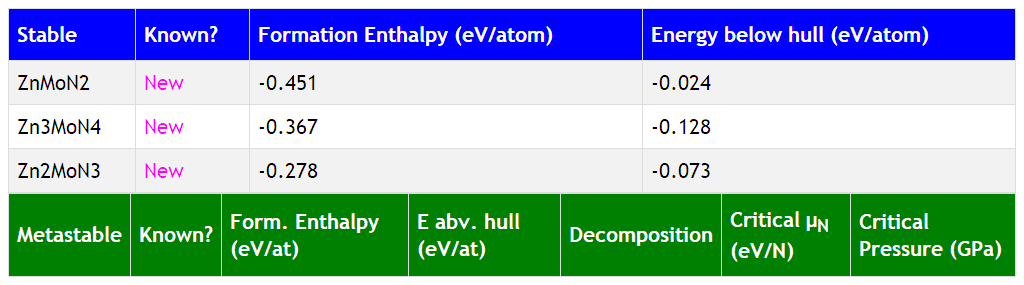 Stable Known? Formation Enthalpy (eV/atom) Energy below hull (eV/atom)
ZnMoN2 New -0.451 -0.024
Zn3MoN4 New -0.367 -0.128
Zn2MoN3 New -0.278 -0.073
Metastable Known? Form. Enthalpy (eV/at) E abv. hull (eV/at) Decomposition Critical μN (eV/N) Critical Pressure (GPa)